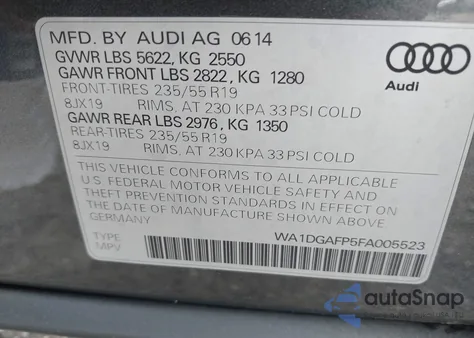 MFD. BY AUDI AG 06 14
GVWR LBS 5622, KG 2550
GAWR FRONT LBS 2822, KG 1280
FRONT-TIRES 235/55 R19
8JX19 RIMS, AT 230 KPA 33 PSI COLD
GAWR REAR LBS 2976, KG 1350
REAR-TIRES 235/55 R19
8JX19 RIMS, AT 230 KPA 33 PSI COLD
THIS VEHICLE CONFORMS TO ALL APPLICABLE
U.S. FEDERAL MOTOR VEHICLE SAFETY AND
THEFT PREVENTION STANDARDS IN EFFECT ON
THE DATE OF MANUFACTURE SHOWN ABOVE
GERMANY
TYPE
MPV
WA1DGAFP5FA005523
Audi
autoSnap